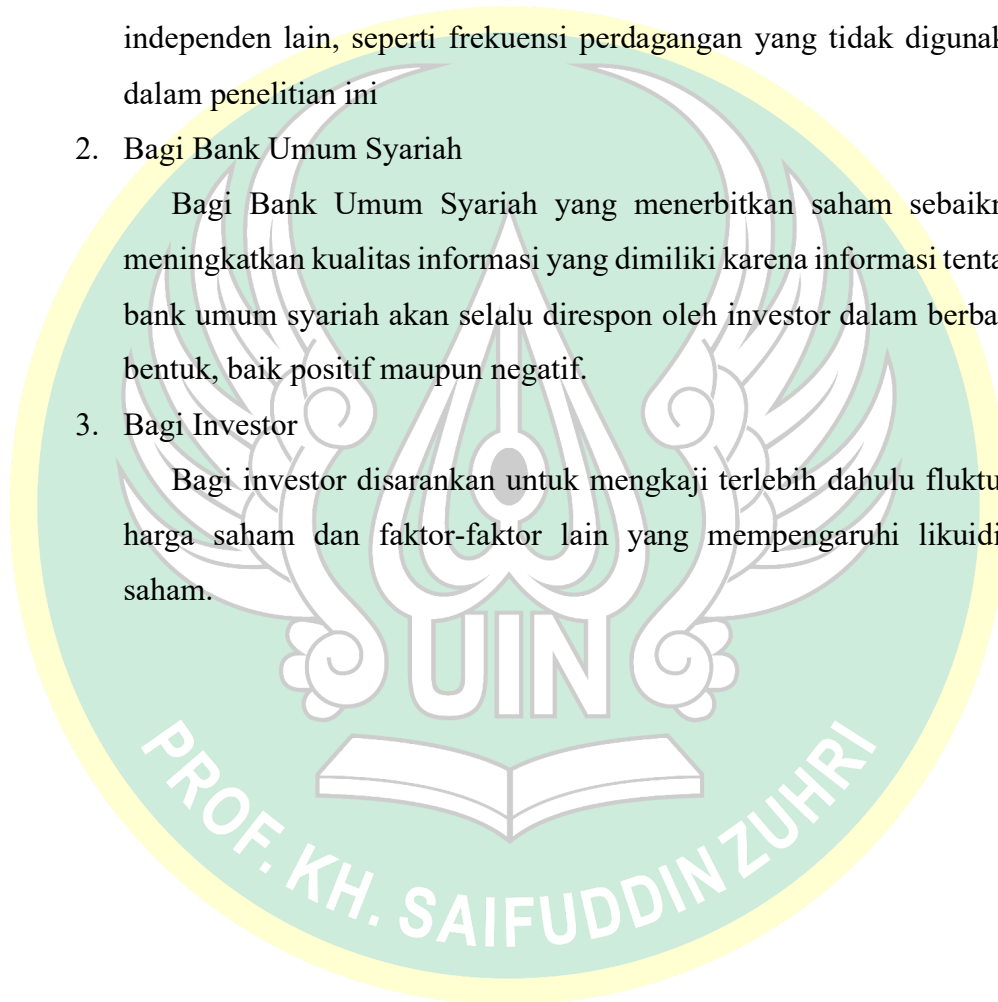 independen lain, seperti frekuensi perdagangan yang tidak digunak
dalam penelitian ini
2. Bagi Bank Umum Syariah
Bagi Bank Umum Syariah yang menerbitkan saham sebaikn
meningkatkan kualitas informasi yang dimiliki karena informasi tenta
bank umum syariah akan selalu direspon oleh investor dalam berba
bentuk, baik positif maupun negatif.
3. Bagi Investor
Bagi investor disarankan untuk mengkaji terlebih dahulu fluktu
harga saham dan faktor-faktor lain yang mempengaruhi likuidi
saham.
UIN
PROF. KH. SAIFUDDIN ZUHRI